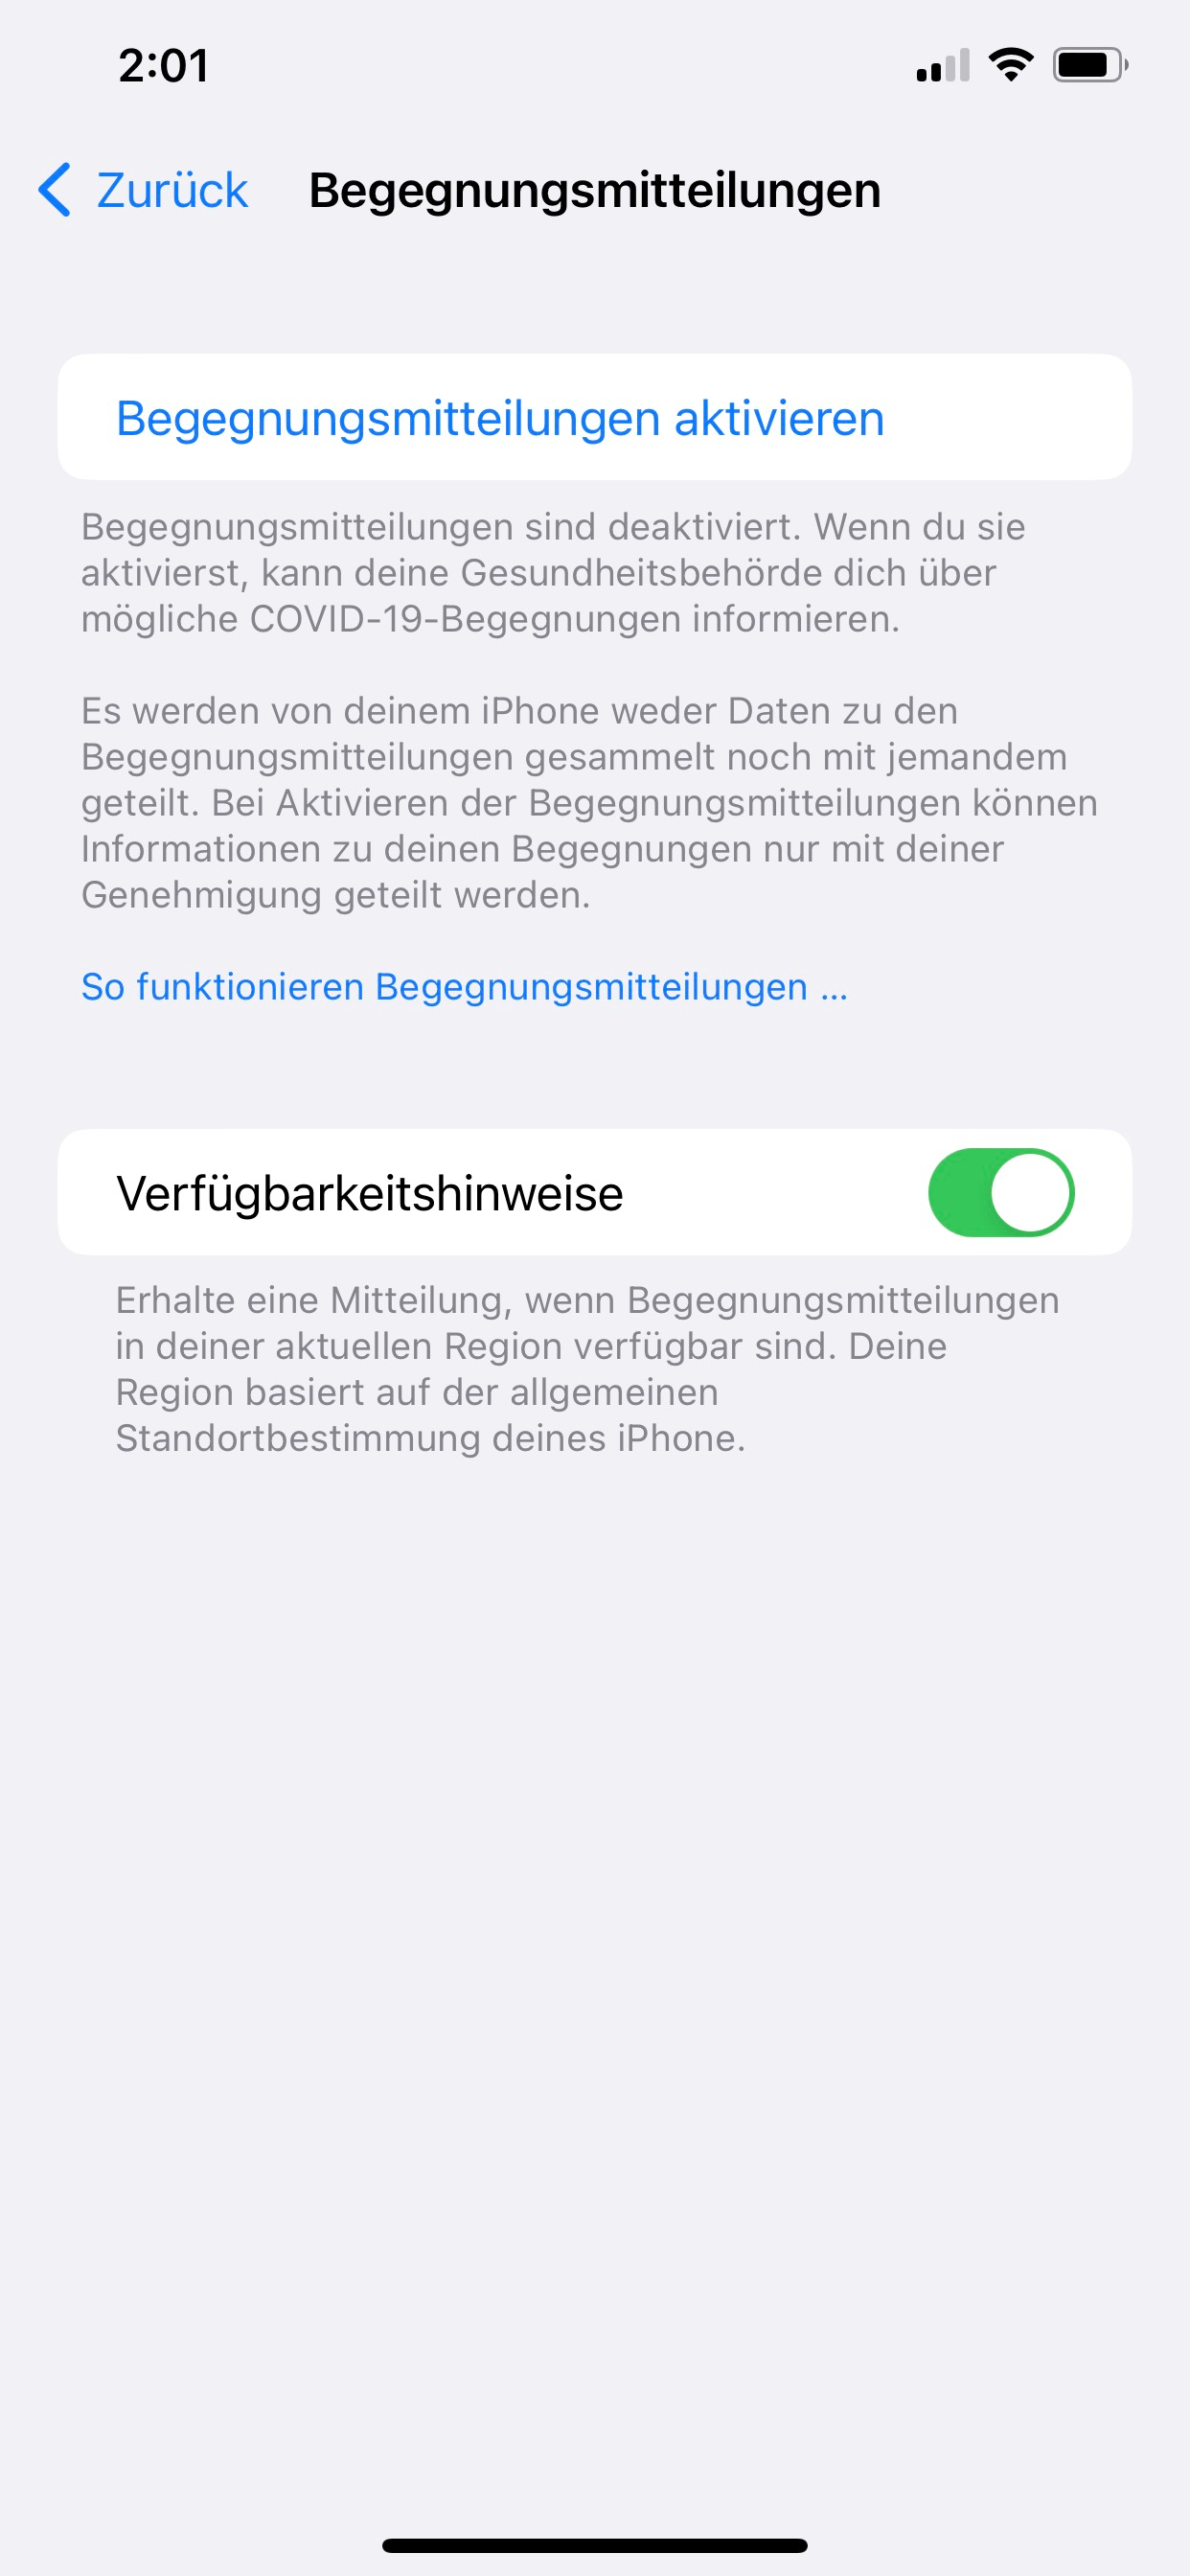 2:01
Zurück Begegnungsmitteilungen
Begegnungsmitteilungen aktivieren
Begegnungsmitteilungen sind deaktiviert. Wenn du sie
aktivierst, kann deine Gesundheitsbehörde dich über
mögliche COVID-19-Begegnungen informieren.
Es werden von deinem iPhone weder Daten zu den
Begegnungsmitteilungen gesammelt noch mit jemandem
geteilt. Bei Aktivieren der Begegnungsmitteilungen können
Informationen zu deinen Begegnungen nur mit deiner
Genehmigung geteilt werden.
So funktionieren Begegnungsmitteilungen ...
Verfügbarkeitshinweise
Erhalte eine Mitteilung, wenn Begegnungsmitteilungen
in deiner aktuellen Region verfügbar sind. Deine
Region basiert auf der allgemeinen
Standortbestimmung deines iPhone.